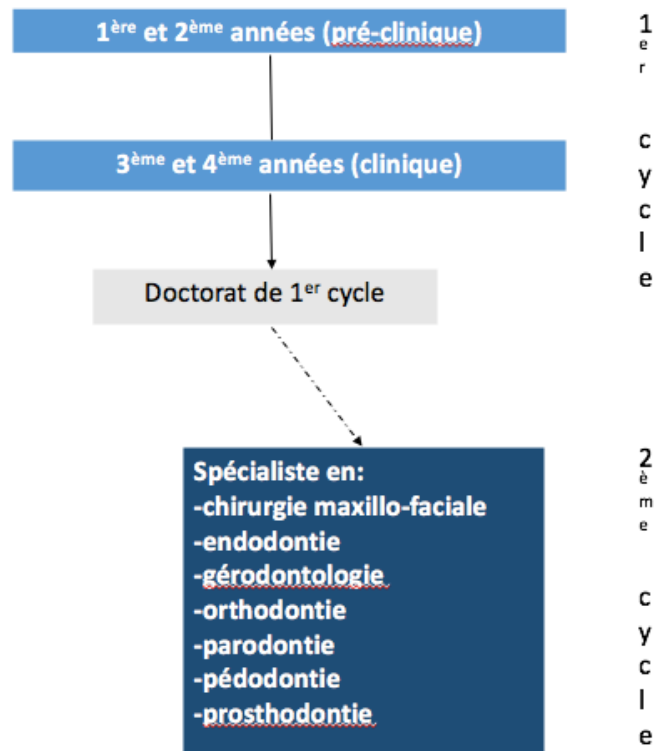 1ère et 2ème années (pré-clinique)
1er cycle
3ème et 4ème années (clinique)
Doctorat de 1er cycle
Spécialiste en:
-chirurgie maxillo-faciale
-endodontie
-gérodontologie
-orthodontie
-parodontie
-pédodontie
-prosthodontie
2ème cycle